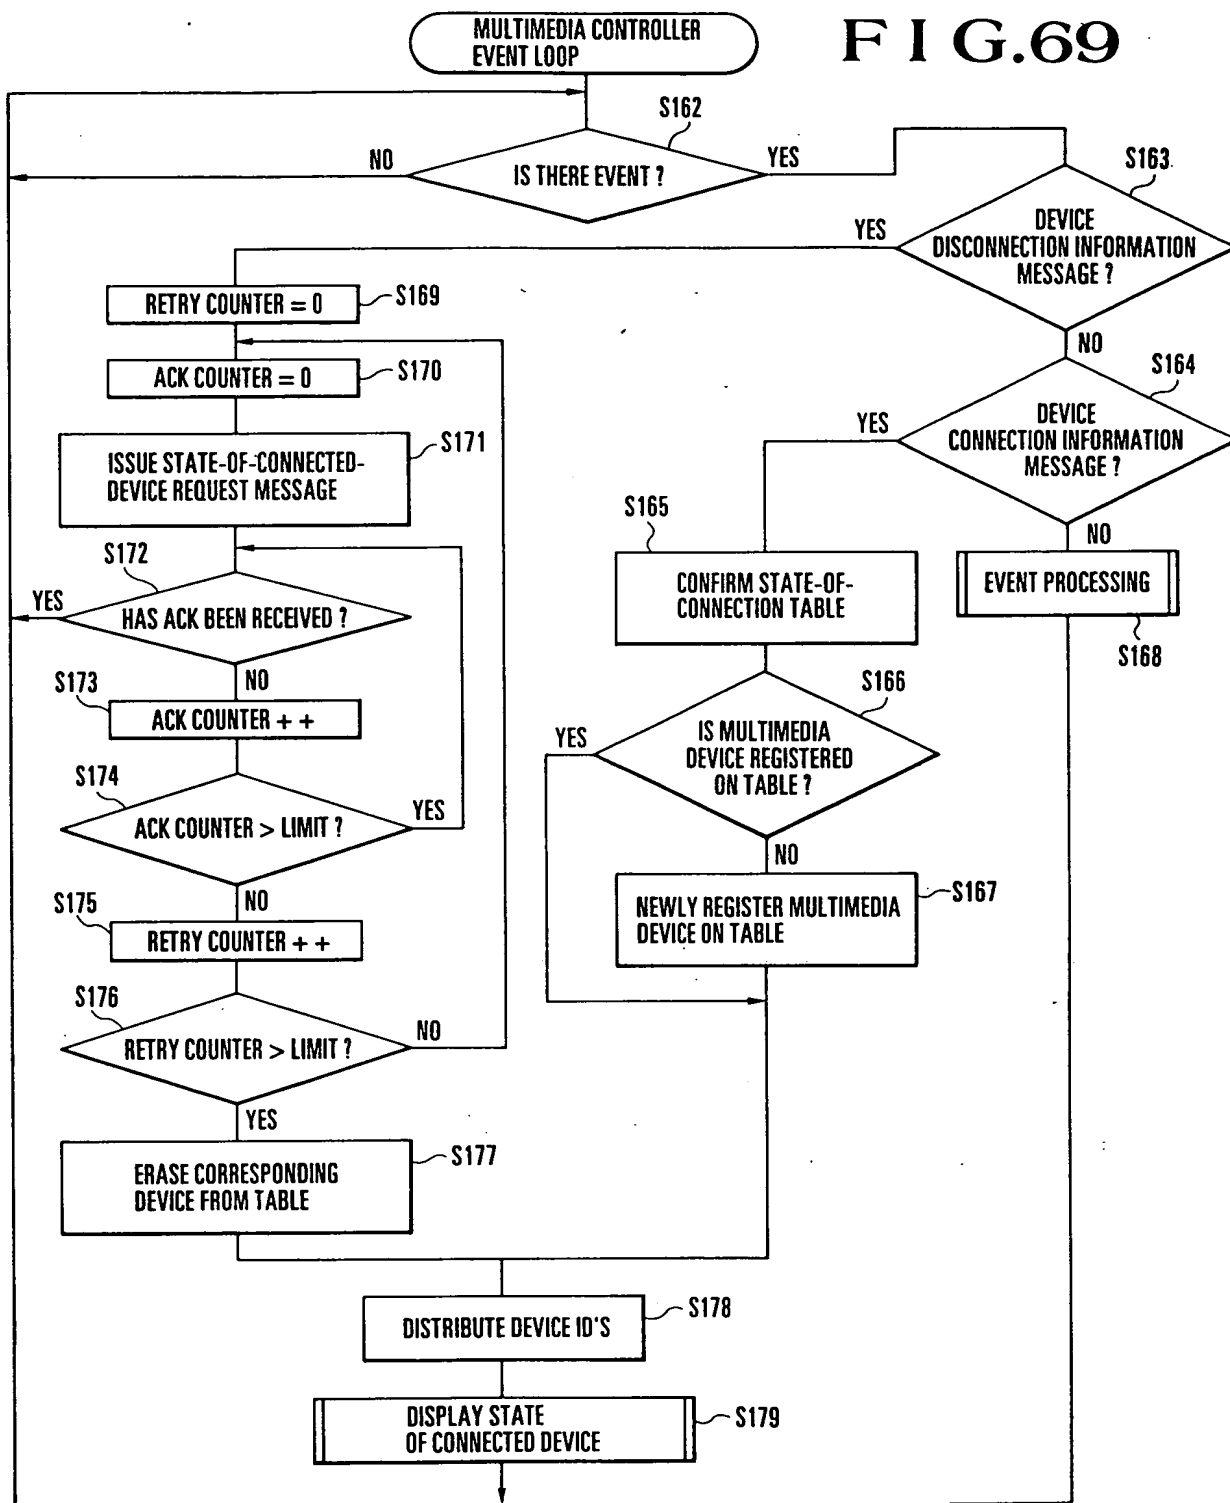 MULTIMEDIA CONTROLLER
EVENT LOOP
FIG.69
S162
IS THERE EVENT ?
NO
YES
S163
DEVICE
DISCONNECTION INFORMATION
MESSAGE ?
YES
NO
S169
RETRY COUNTER = 0
S170
ACK COUNTER = 0
S164
DEVICE
CONNECTION INFORMATION
MESSAGE ?
YES
NO
S171
ISSUE STATE-OF-CONNECTED-
DEVICE REQUEST MESSAGE
S165
CONFIRM STATE-OF-
CONNECTION TABLE
EVENT PROCESSING
S168
S172
YES
HAS ACK BEEN RECEIVED ?
NO
S173
ACK COUNTER + +
S166
YES
IS MULTIMEDIA
DEVICE REGISTERED
ON TABLE ?
NO
S174
ACK COUNTER > LIMIT ?
YES
NO
S167
NEWLY REGISTER MULTIMEDIA
DEVICE ON TABLE
S175
RETRY COUNTER + +
S176
RETRY COUNTER > LIMIT ?
NO
YES
S177
ERASE CORRESPONDING
DEVICE FROM TABLE
S178
DISTRIBUTE DEVICE ID'S
S179
DISPLAY STATE
OF CONNECTED DEVICE